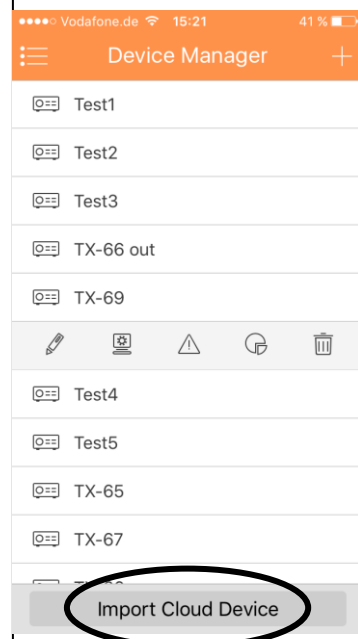 Vodafone.de 15:21 41 %
Device Manager
Test1
Test2
Test3
TX-66 out
TX-69
Test4
Test5
TX-65
TX-67
Import Cloud Device